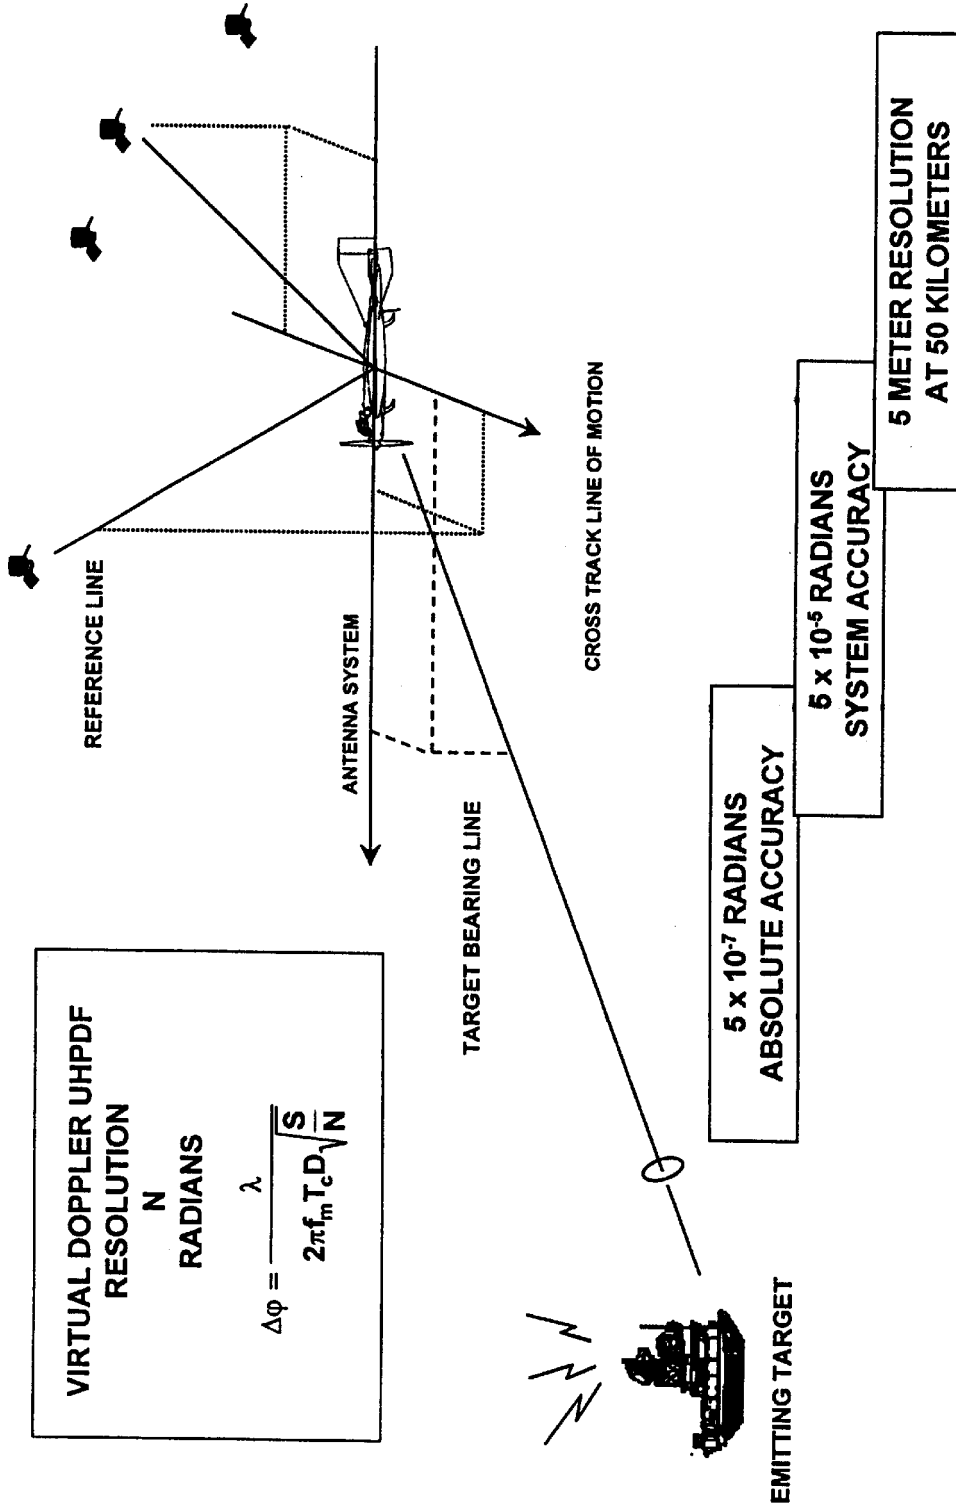 VIRTUAL DOPPLER UHPDF
RESOLUTION
N
RADIANS
Δφ = λ / 2πf_m T_c D √(S/N)
REFERENCE LINE
ANTENNA SYSTEM
TARGET BEARING LINE
CROSS TRACK LINE OF MOTION
EMITTING TARGET
5 x 10⁻⁷ RADIANS
ABSOLUTE ACCURACY
5 x 10⁻⁵ RADIANS
SYSTEM ACCURACY
5 METER RESOLUTION
AT 50 KILOMETERS